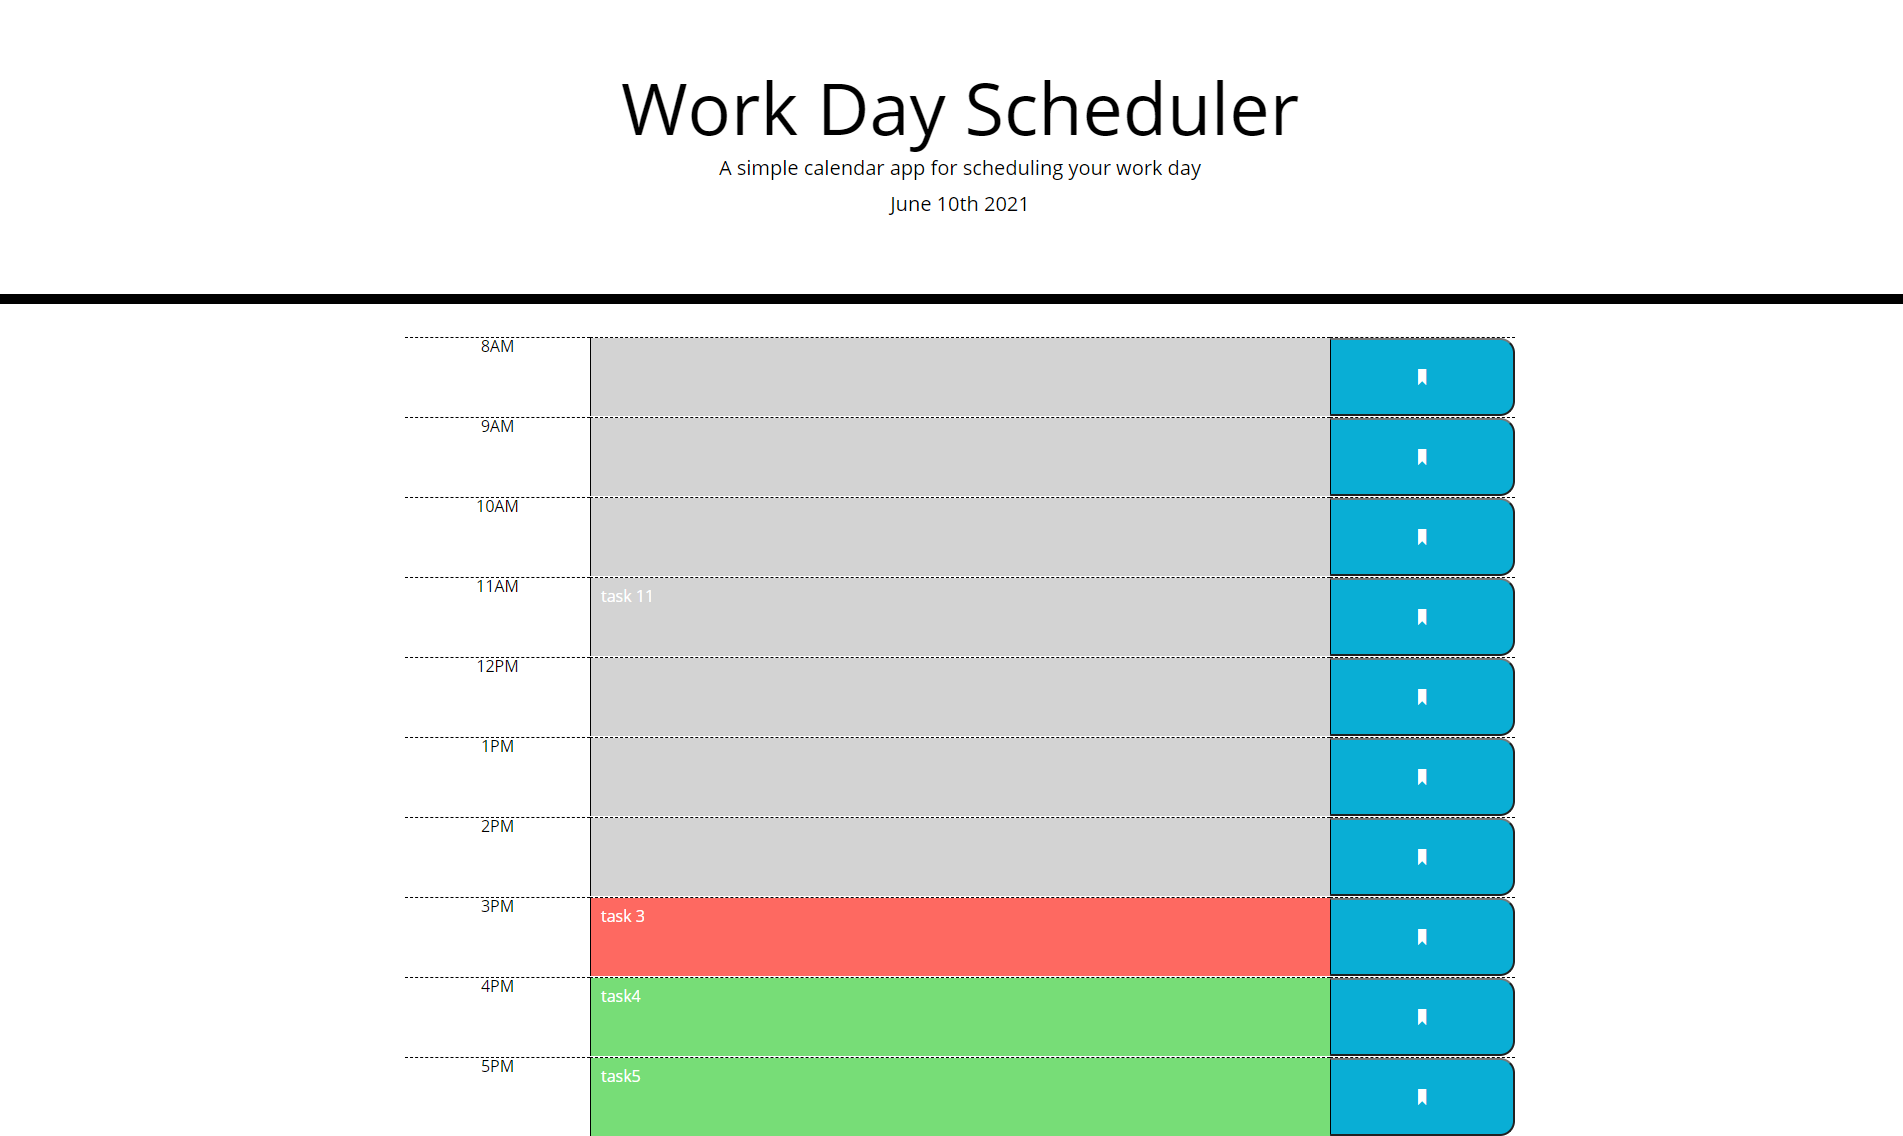 Work Day Scheduler
A simple calendar app for scheduling your work day
June 10th 2021
8AM
9AM
10AM
11AM
task 11
12PM
1PM
2PM
3PM
task 3
4PM
task4
5PM
task5